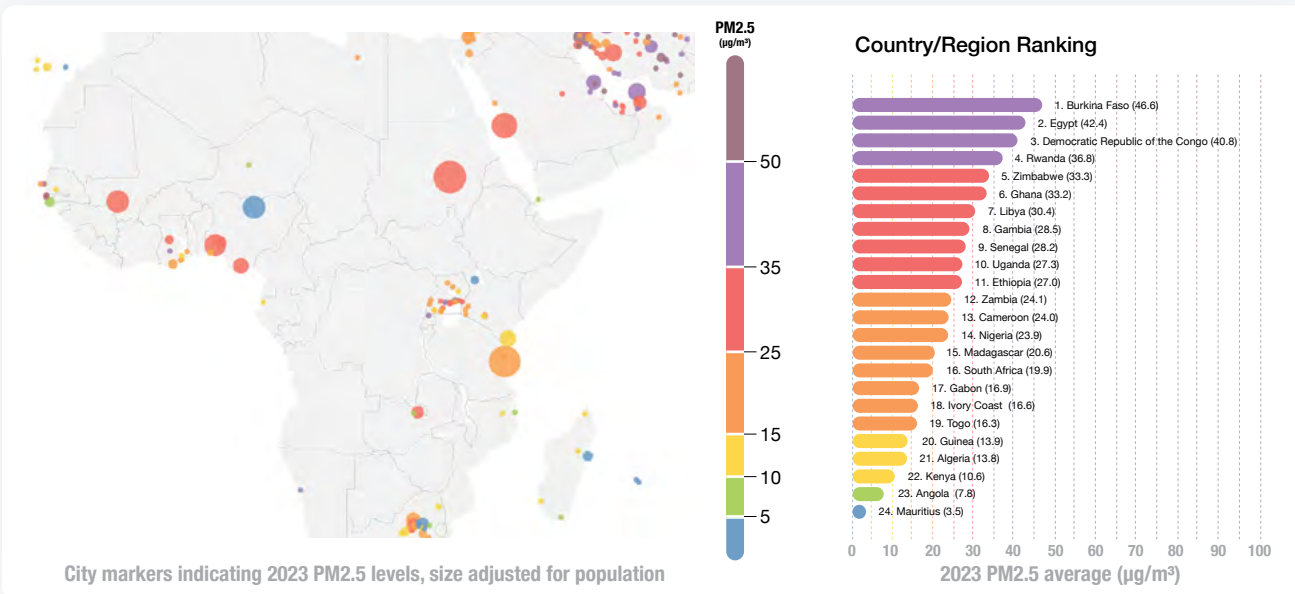 PM2.5
(µg/m³)
50
35
25
15
10
5
City markers indicating 2023 PM2.5 levels, size adjusted for population
Country/Region Ranking
1. Burkina Faso (46.6)
2. Egypt (42.4)
3. Democratic Republic of the Congo (40.8)
4. Rwanda (36.8)
5. Zimbabwe (33.3)
6. Ghana (33.2)
7. Libya (30.4)
8. Gambia (28.5)
9. Senegal (28.2)
10. Uganda (27.3)
11. Ethiopia (27.0)
12. Zambia (24.1)
13. Cameroon (24.0)
14. Nigeria (23.9)
15. Madagascar (20.6)
16. South Africa (19.9)
17. Gabon (16.9)
18. Ivory Coast (16.6)
19. Togo (16.3)
20. Guinea (13.9)
21. Algeria (13.8)
22. Kenya (10.6)
23. Angola (7.8)
24. Mauritius (3.5)
0 10 20 30 40 50 60 70 80 90 100
2023 PM2.5 average (µg/m³)